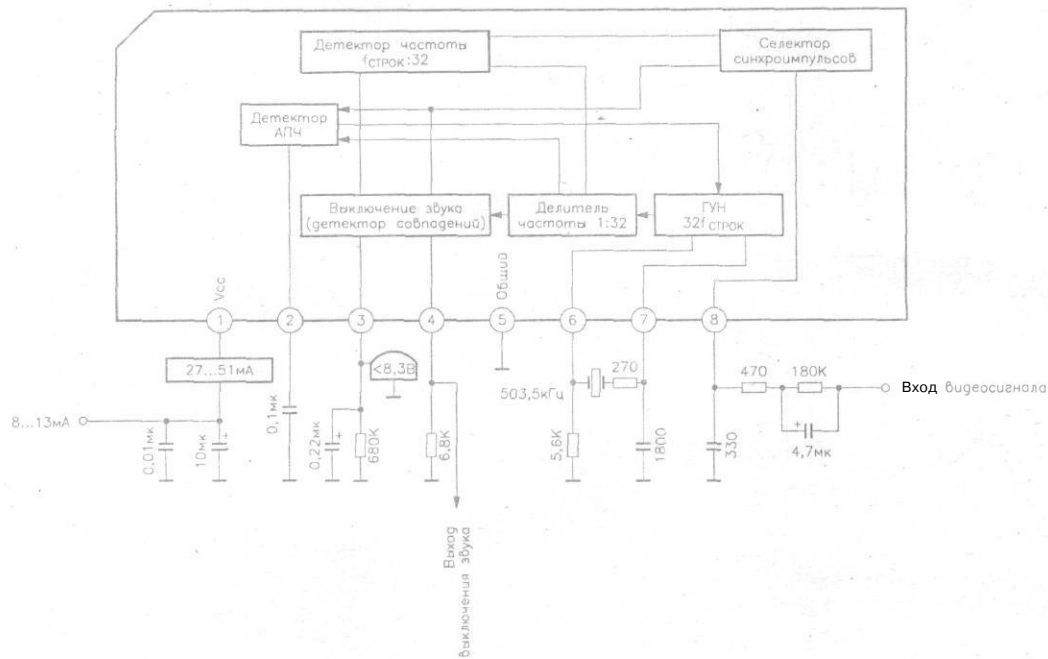 Детектор частоты
fСТРОК:32
Селектор
синхроимпульсов
Детектор
АПЧ
Выключение звука
(детектор совпадений)
Делитель
частоты 1:32
ГУН
32fСТРОК
Vcc
Общий
1
2
3
4
5
6
7
8
27...51мА
<8,3В
503,5кГц
270
470
180К
Вход видеосигнала
8...13мА
0,01мк
10мк
0,1мк
0,22мк
680К
6,8К
5,6К
1800
330
4,7мк
Выход
выключения звука